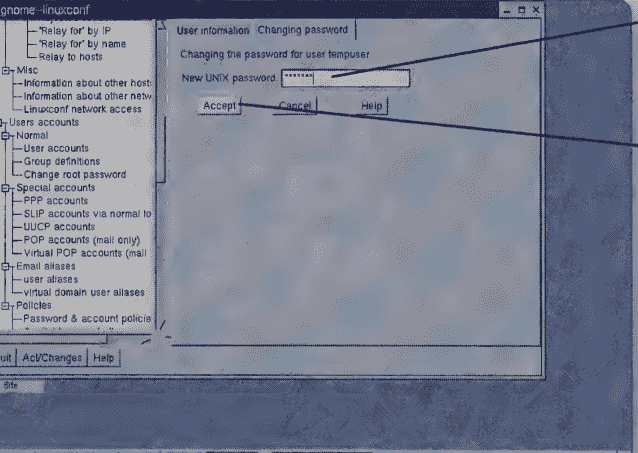 gnome-linuxconf
'Relay for' by IP
'Relay for' by name
Relay to hosts
Misc
Information about other host
Information about other netw
Linuxconf network access
Users accounts
Normal
User accounts
Group definitions
Change root password
Special accounts
PPP accounts
SLIP accounts via normal lo
UUCP accounts
POP accounts (mail only)
Virtual POP accounts (mail
Email aliases
user aliases
virtual domain user aliases
Policies
Password & account policie
uit Act/Changes Help
Site
User information Changing password
Changing the password for user tempuser
New UNIX password. *******
Accept Cancel Help